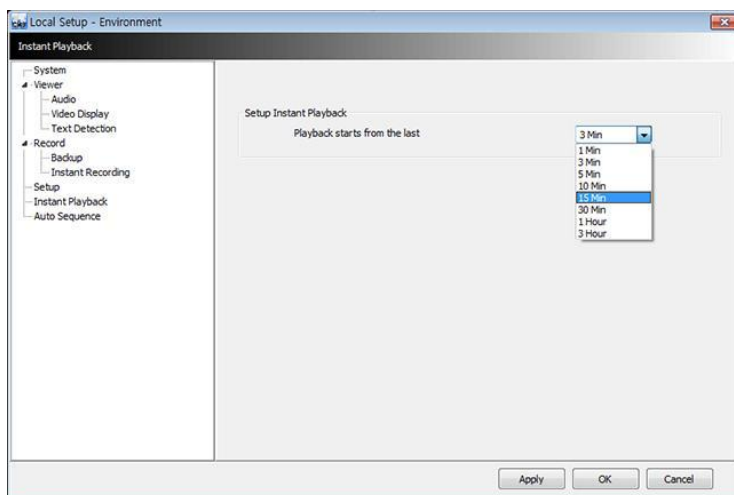 Local Setup - Environment
Instant Playback
System
Viewer
Audio
Video Display
Text Detection
Record
Backup
Instant Recording
Setup
Instant Playback
Auto Sequence
Setup Instant Playback
Playback starts from the last
3 Min
1 Min
3 Min
5 Min
10 Min
15 Min
30 Min
1 Hour
3 Hour
Apply
OK
Cancel